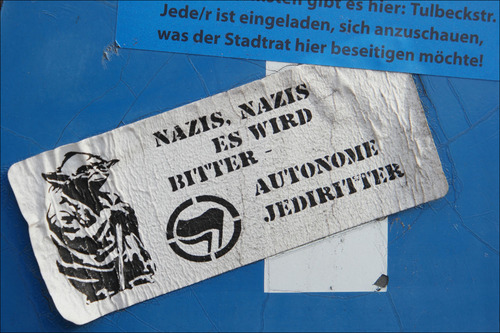 gibt es hier: Tulbeckstr.
Jede/r ist eingeladen, sich anzuschauen,
was der Stadtrat hier beseitigen möchte!
NAZIS, NAZIS
ES WIRD
BITTER -
AUTONOME
JEDIRITTER